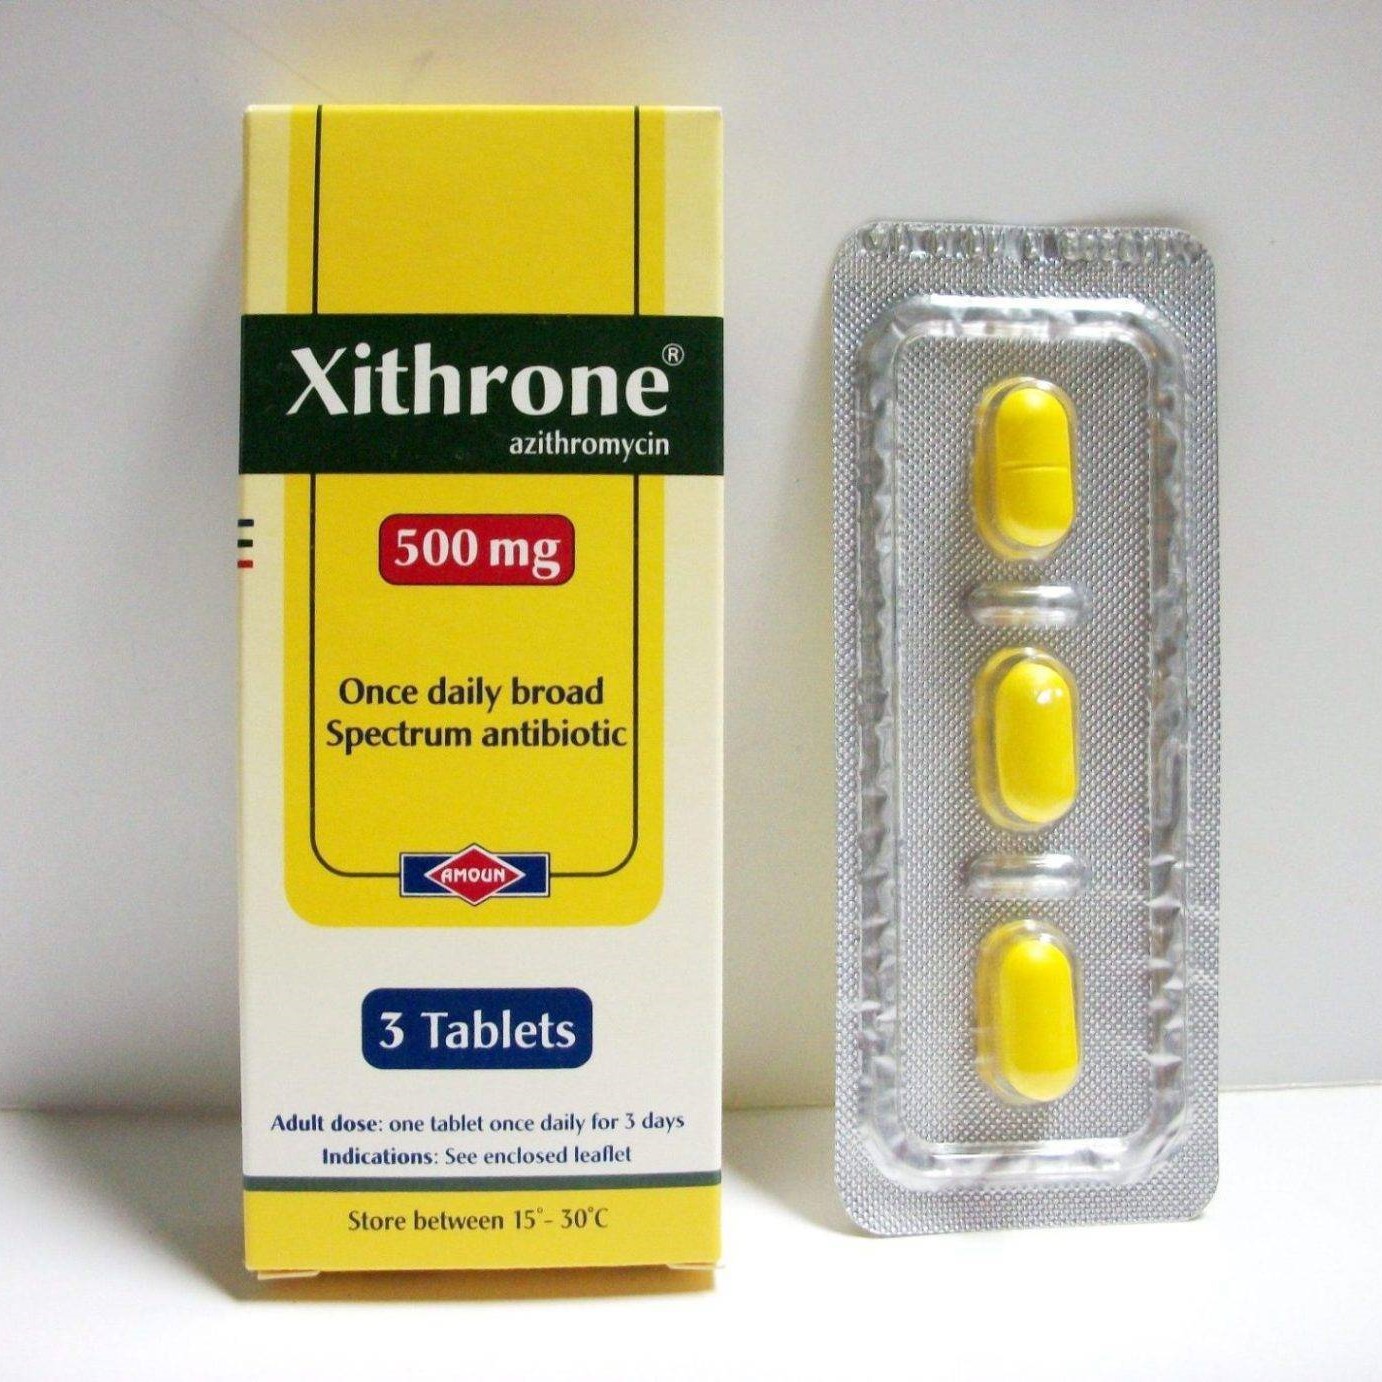 Xithrone®
azithromycin
500 mg
Once daily broad
Spectrum antibiotic
AMOUN
3 Tablets
Adult dose: one tablet once daily for 3 days
Indications: See enclosed leaflet
Store between 15°- 30°C